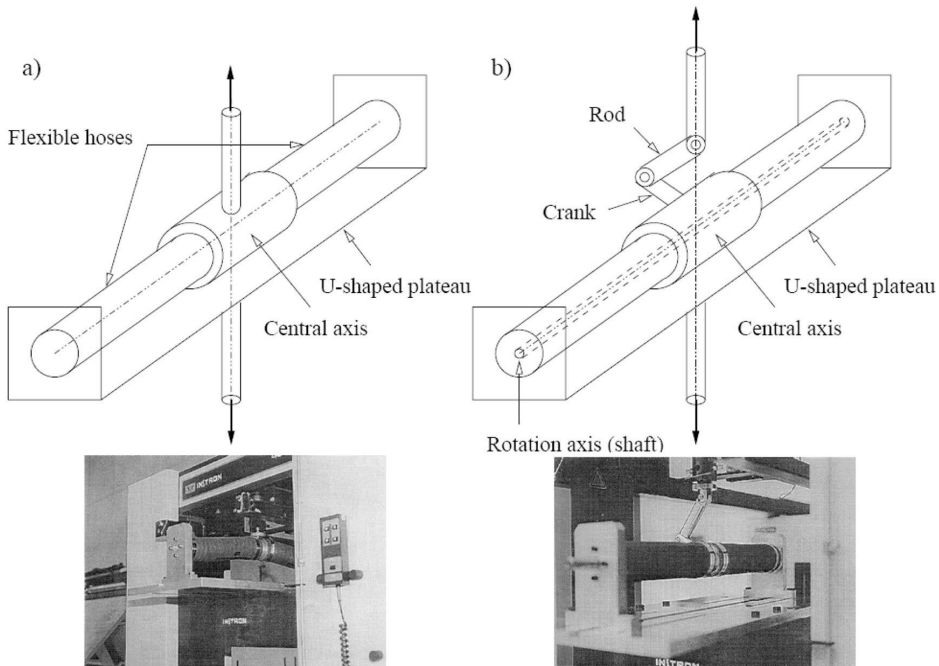 a)
Flexible hoses
U-shaped plateau
Central axis
b)
Rod
Crank
U-shaped plateau
Central axis
Rotation axis (shaft)
INSTRON
INSTRON
INSTRON